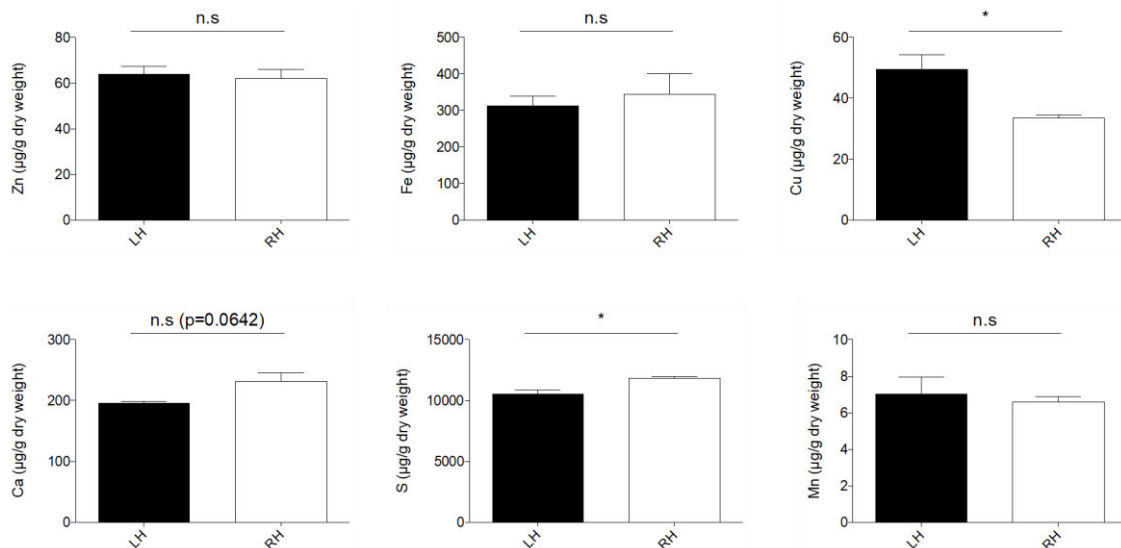 n.s
Zn (µg/g dry weight)
80
60
40
20
0
LH
RH
n.s
Fe (µg/g dry weight)
500
400
300
200
100
0
LH
RH
*
Cu (µg/g dry weight)
60
40
20
0
LH
RH
n.s (p=0.0642)
Ca (µg/g dry weight)
300
200
100
0
LH
RH
*
S (µg/g dry weight)
15000
10000
5000
0
LH
RH
n.s
Mn (µg/g dry weight)
10
8
6
4
2
0
LH
RH